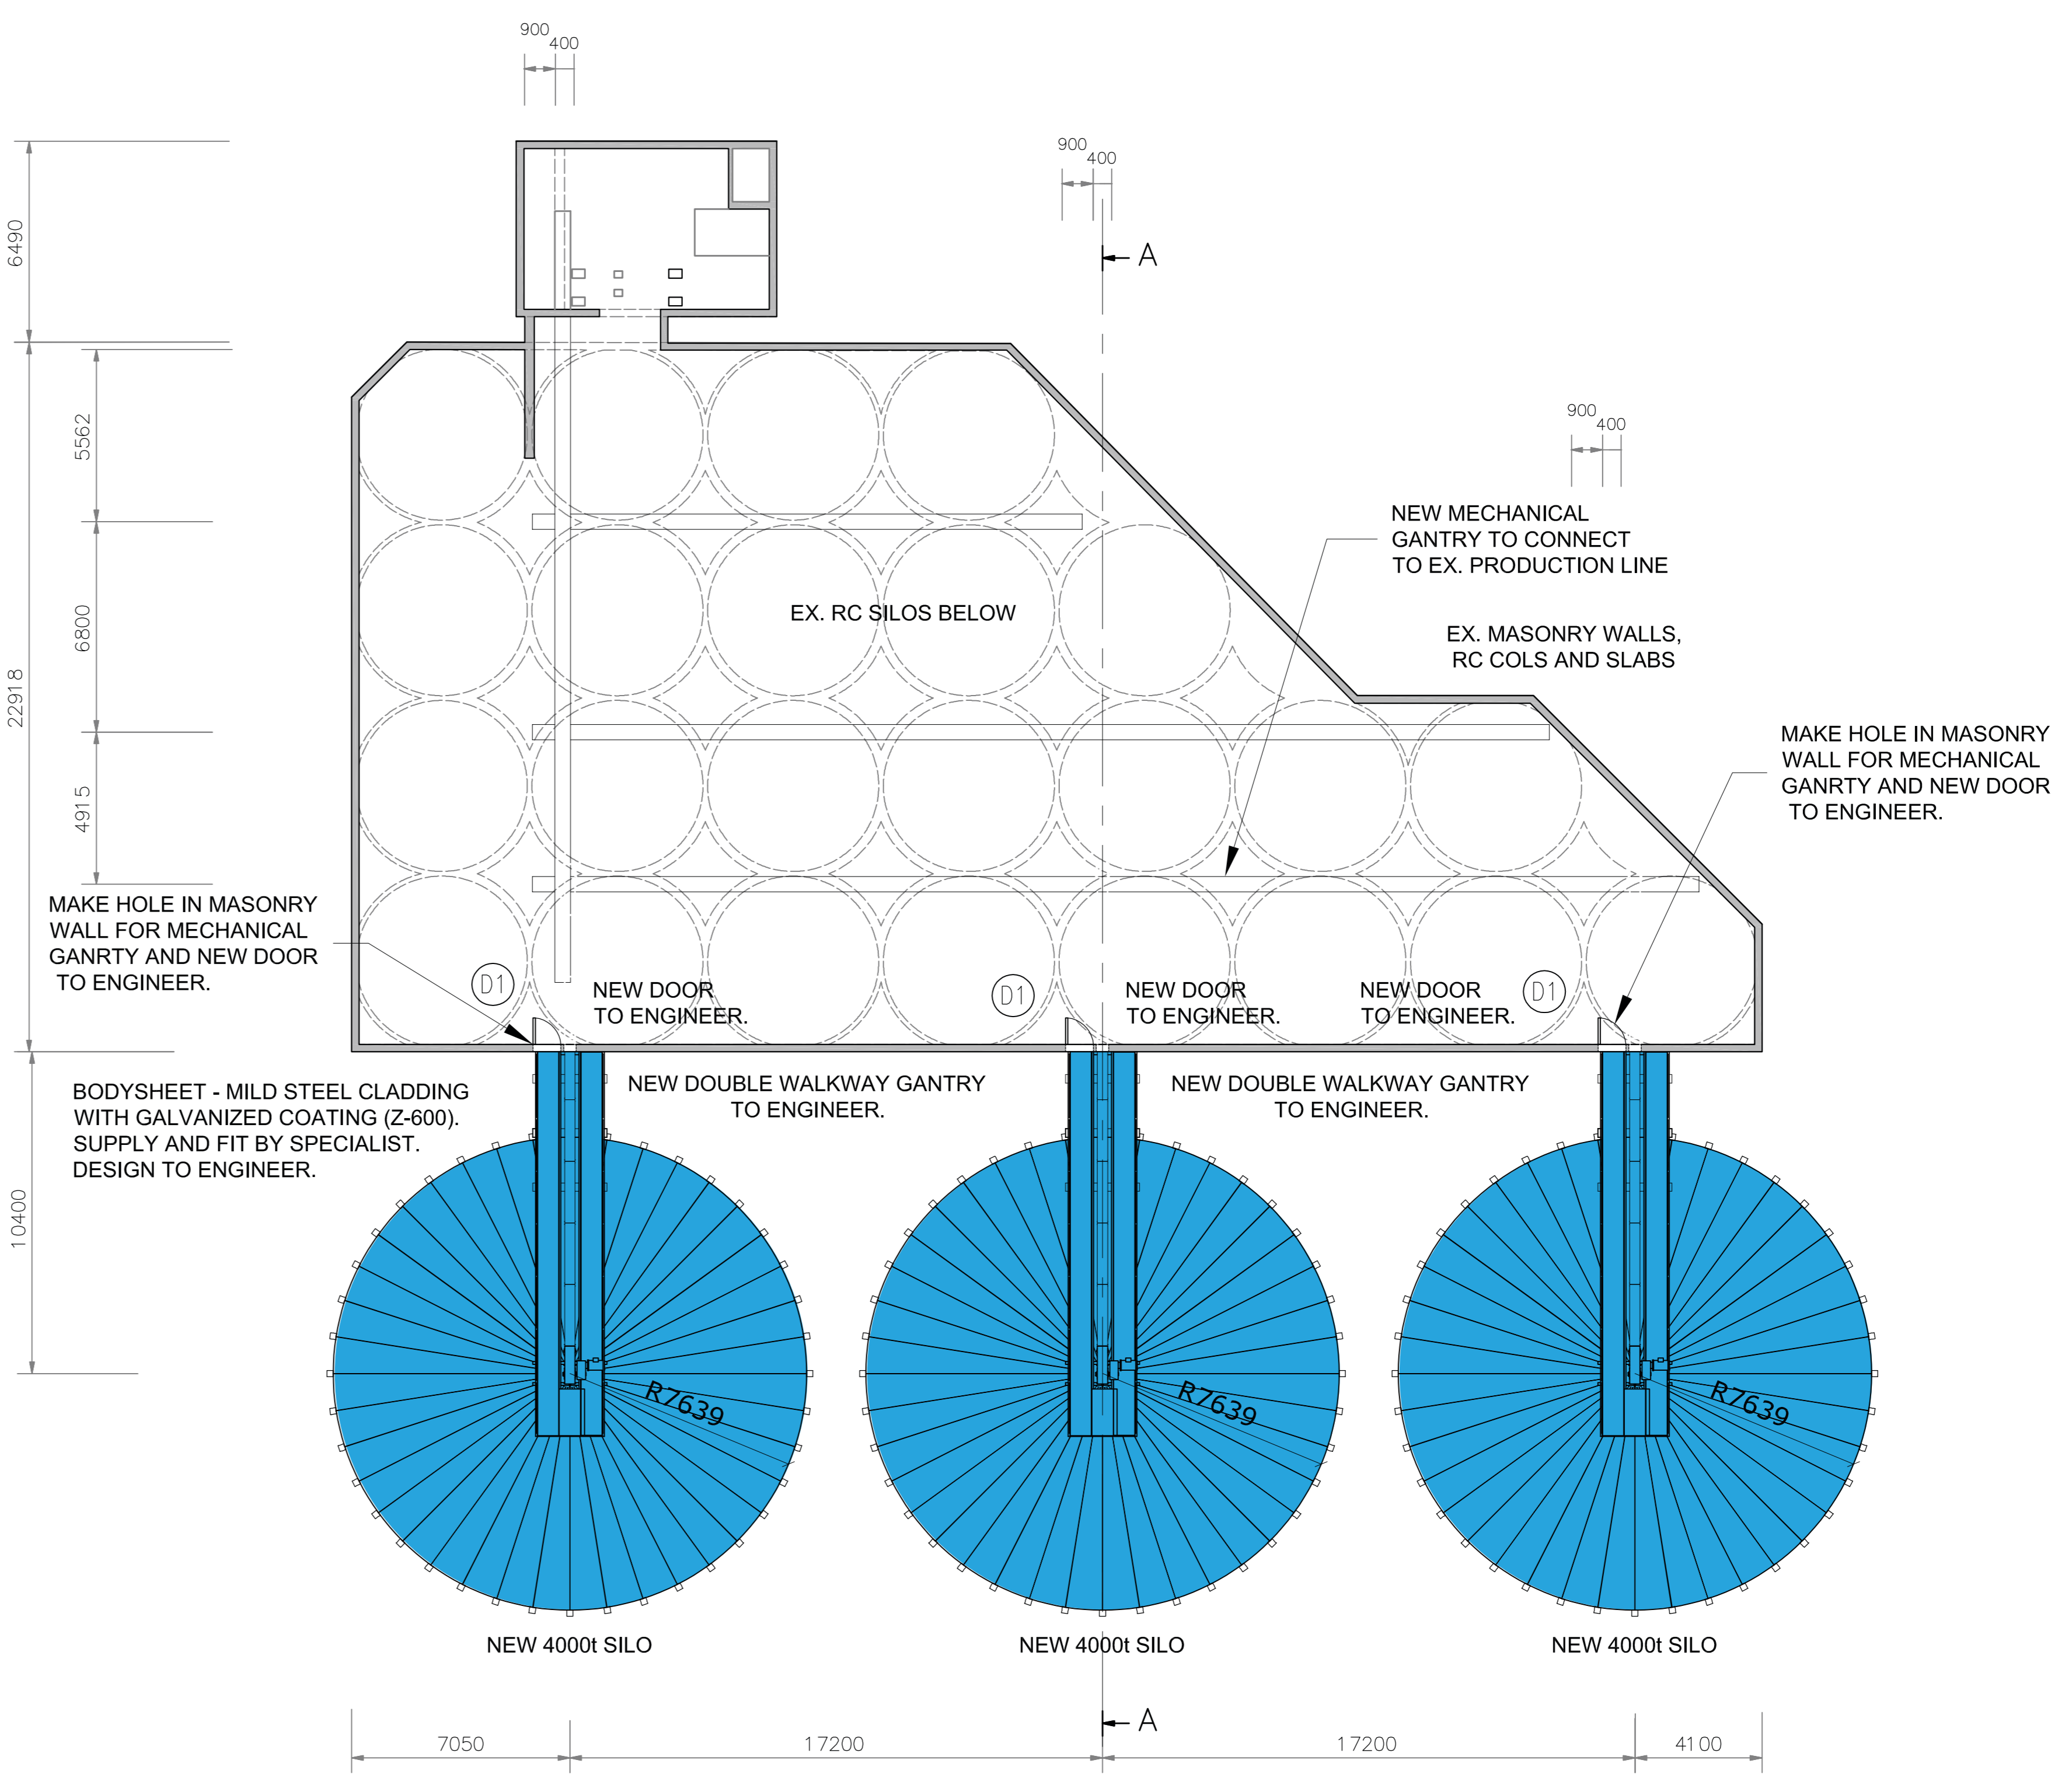 900
400
900
400
A
6490
900
400
5562
NEW MECHANICAL
GANTRY TO CONNECT
TO EX. PRODUCTION LINE
EX. RC SILOS BELOW
6800
EX. MASONRY WALLS,
RC COLS AND SLABS
22918
MAKE HOLE IN MASONRY
WALL FOR MECHANICAL
GANRTY AND NEW DOOR
TO ENGINEER.
4915
MAKE HOLE IN MASONRY
WALL FOR MECHANICAL
GANRTY AND NEW DOOR
TO ENGINEER.
D1
NEW DOOR
TO ENGINEER.
D1
NEW DOOR
TO ENGINEER.
NEW DOOR
TO ENGINEER.
D1
BODYSHEET - MILD STEEL CLADDING
WITH GALVANIZED COATING (Z-600).
SUPPLY AND FIT BY SPECIALIST.
DESIGN TO ENGINEER.
NEW DOUBLE WALKWAY GANTRY
TO ENGINEER.
NEW DOUBLE WALKWAY GANTRY
TO ENGINEER.
10400
R7639
R7639
R7639
NEW 4000t SILO
NEW 4000t SILO
NEW 4000t SILO
A
7050
17200
17200
4100